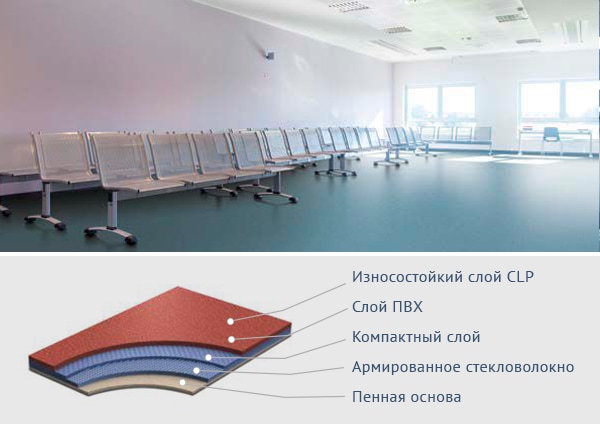 Износостойкий слой CLP
Слой ПВХ
Компактный слой
Армированное стекловолокно
Пенная основа